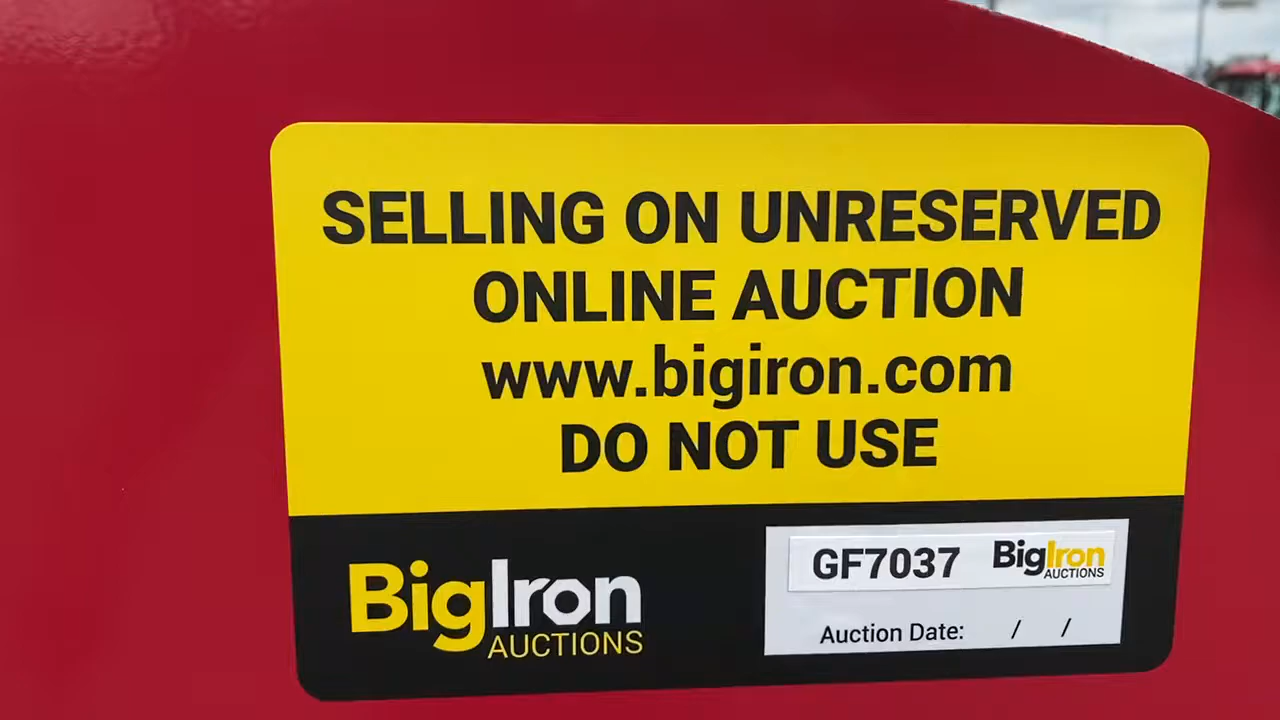 SELLING ON UNRESERVED
ONLINE AUCTION
www.bigiron.com
DO NOT USE
BigIron
AUCTIONS
GF7037
BigIron
AUCTIONS
Auction Date: / /